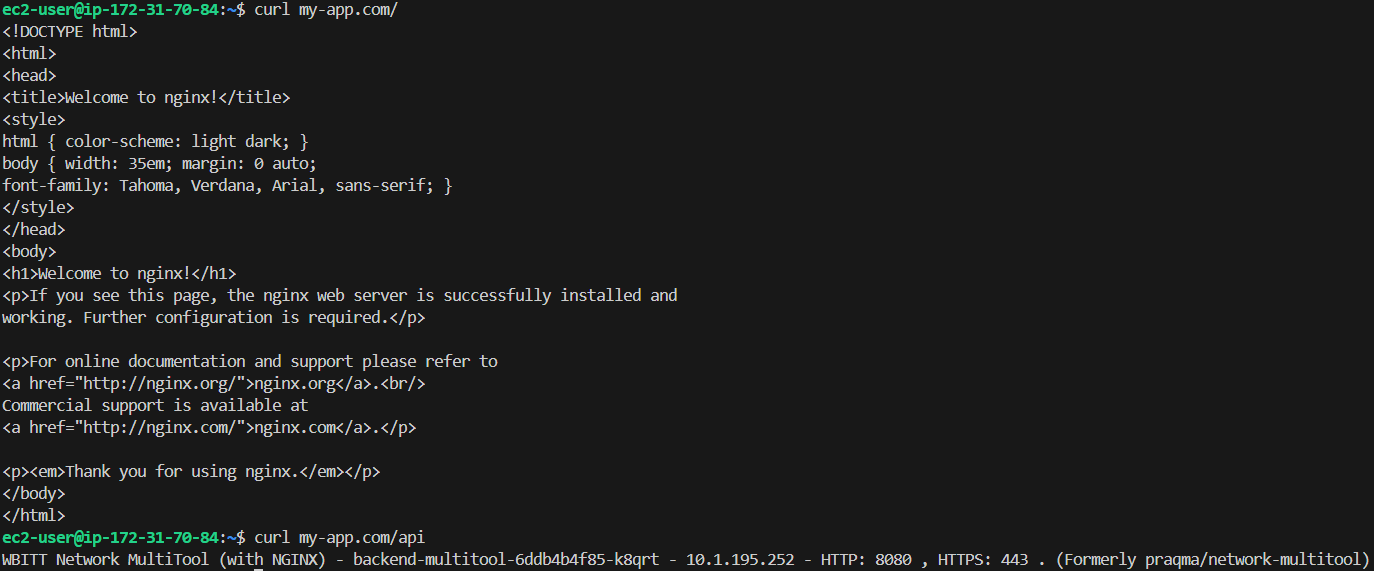 ec2-user@ip-172-31-70-84:~$ curl my-app.com/
<!DOCTYPE html>
<html>
<head>
<title>Welcome to nginx!</title>
<style>
html { color-scheme: light dark; }
body { width: 35em; margin: 0 auto;
font-family: Tahoma, Verdana, Arial, sans-serif; }
</style>
</head>
<body>
<h1>Welcome to nginx!</h1>
<p>If you see this page, the nginx web server is successfully installed and
working. Further configuration is required.</p>

<p>For online documentation and support please refer to
<a href="http://nginx.org/">nginx.org</a>.<br/>
Commercial support is available at
<a href="http://nginx.com/">nginx.com</a>.</p>

<p><em>Thank you for using nginx.</em></p>
</body>
</html>
ec2-user@ip-172-31-70-84:~$ curl my-app.com/api
WBITT Network MultiTool (with NGINX) - backend-multitool-6ddb4b4f85-k8qrt - 10.1.195.252 - HTTP: 8080 , HTTPS: 443 . (Formerly praqma/network-multitool)